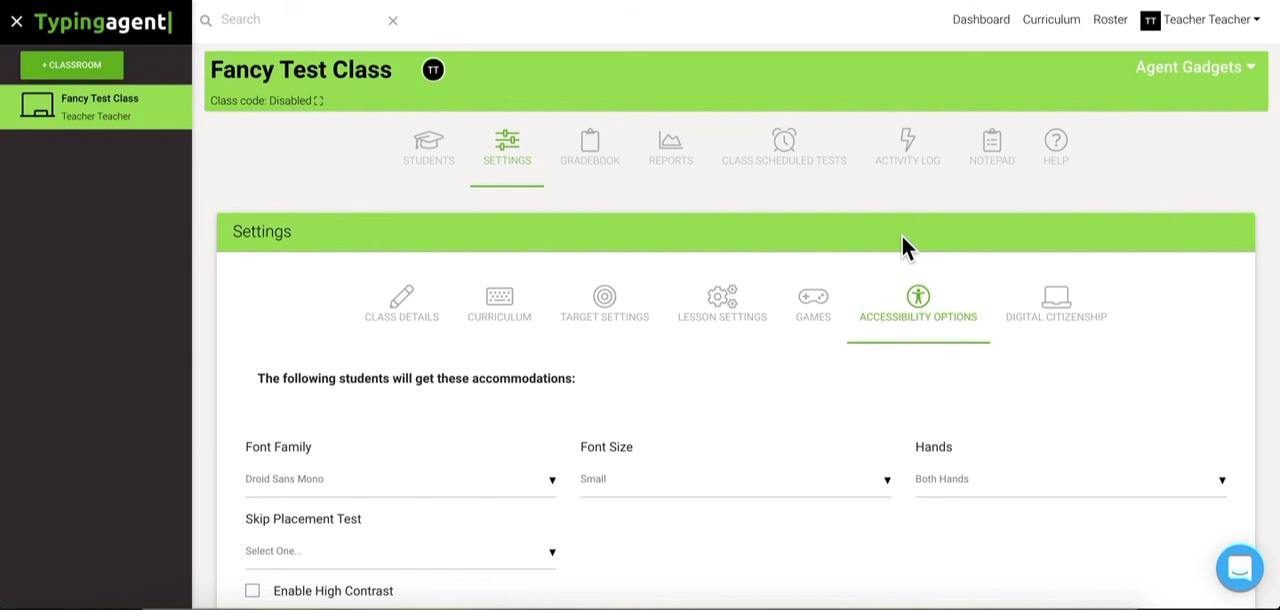 × Typingagent|
Search ×
Dashboard Curriculum Roster TT Teacher Teacher
+ CLASSROOM
Fancy Test Class
Teacher Teacher
Fancy Test Class TT
Agent Gadgets
Class code: Disabled
STUDENTS SETTINGS GRADEBOOK REPORTS CLASS SCHEDULED TESTS ACTIVITY LOG NOTEPAD HELP
Settings
CLASS DETAILS CURRICULUM TARGET SETTINGS LESSON SETTINGS GAMES ACCESSIBILITY OPTIONS DIGITAL CITIZENSHIP
The following students will get these accommodations:
Font Family Font Size Hands
Droid Sans Mono Small Both Hands
Skip Placement Test
Select One...
Enable High Contrast